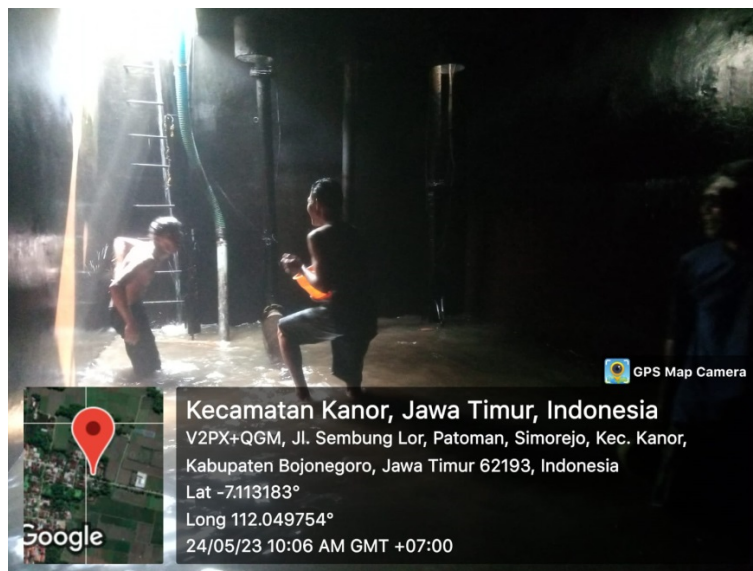 GPS Map Camera
Kecamatan Kanor, Jawa Timur, Indonesia
V2PX+QGM, Jl. Sembung Lor, Patoman, Simorejo, Kec. Kanor,
Kabupaten Bojonegoro, Jawa Timur 62193, Indonesia
Lat -7.113183°
Long 112.049754°
24/05/23 10:06 AM GMT +07:00
Google